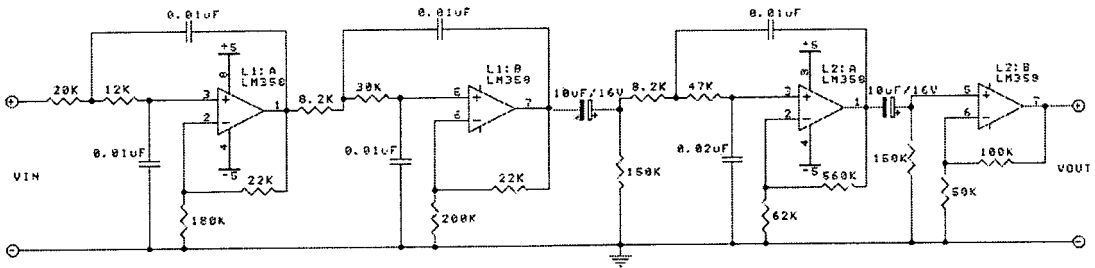 0.01uF
0.01uF
0.01uF
+5
8
L1:A
LM358
L1:B
LM358
+5
L2:A
LM358
L2:B
LM358
20K
12K
3
1
8.2K
30K
7
10uF/16V
8.2K
47K
3
1
10uF/16V
5
7
2
6
2
6
4
-5
4
-5
0.01uF
0.01uF
0.02uF
VIN
22K
22K
150K
560K
150K
100K
VOUT
180K
200K
62K
50K